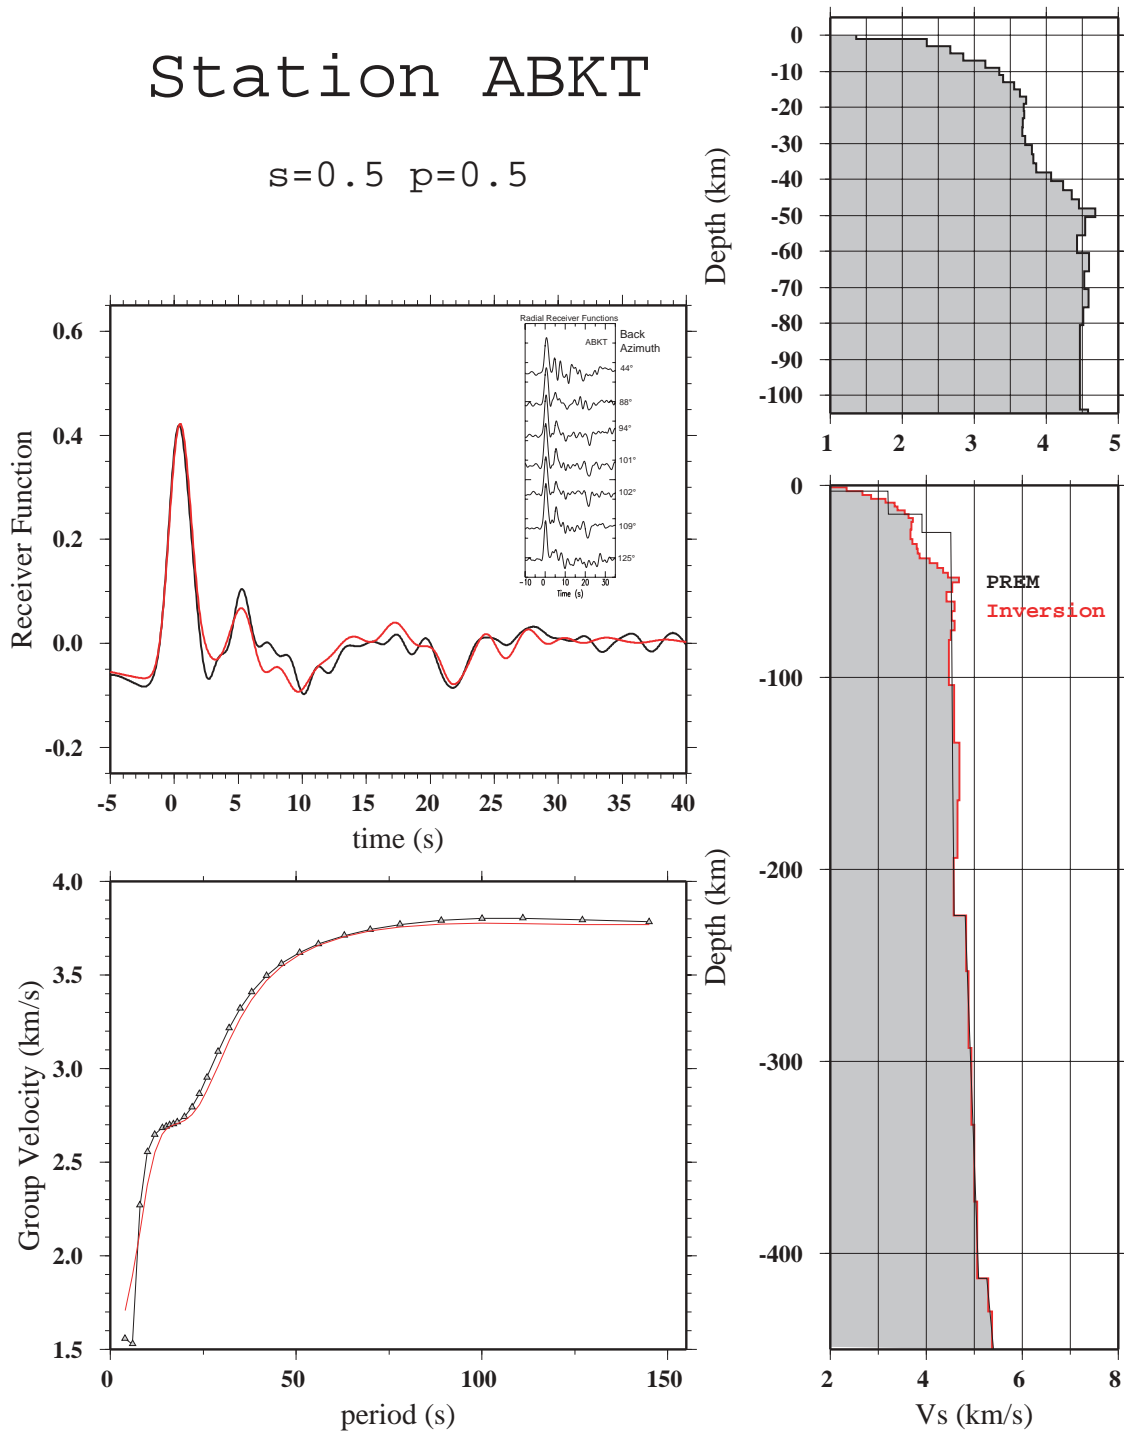 Station ABKT
s=0.5 p=0.5
0.6
0.4
0.2
0.0
-0.2
Receiver Function
-5 0 5 10 15 20 25 30 35 40
time (s)
Radial Receiver Functions
ABKT
Back
Azimuth
44°
88°
94°
101°
102°
109°
125°
-10 0 10 20 30
Time (s)
4.0
3.5
3.0
2.5
2.0
1.5
Group Velocity (km/s)
0 50 100 150
period (s)
0
-10
-20
-30
-40
-50
-60
-70
-80
-90
-100
Depth (km)
1 2 3 4 5
0
-100
-200
-300
-400
Depth (km)
PREM
Inversion
2 4 6 8
Vs (km/s)